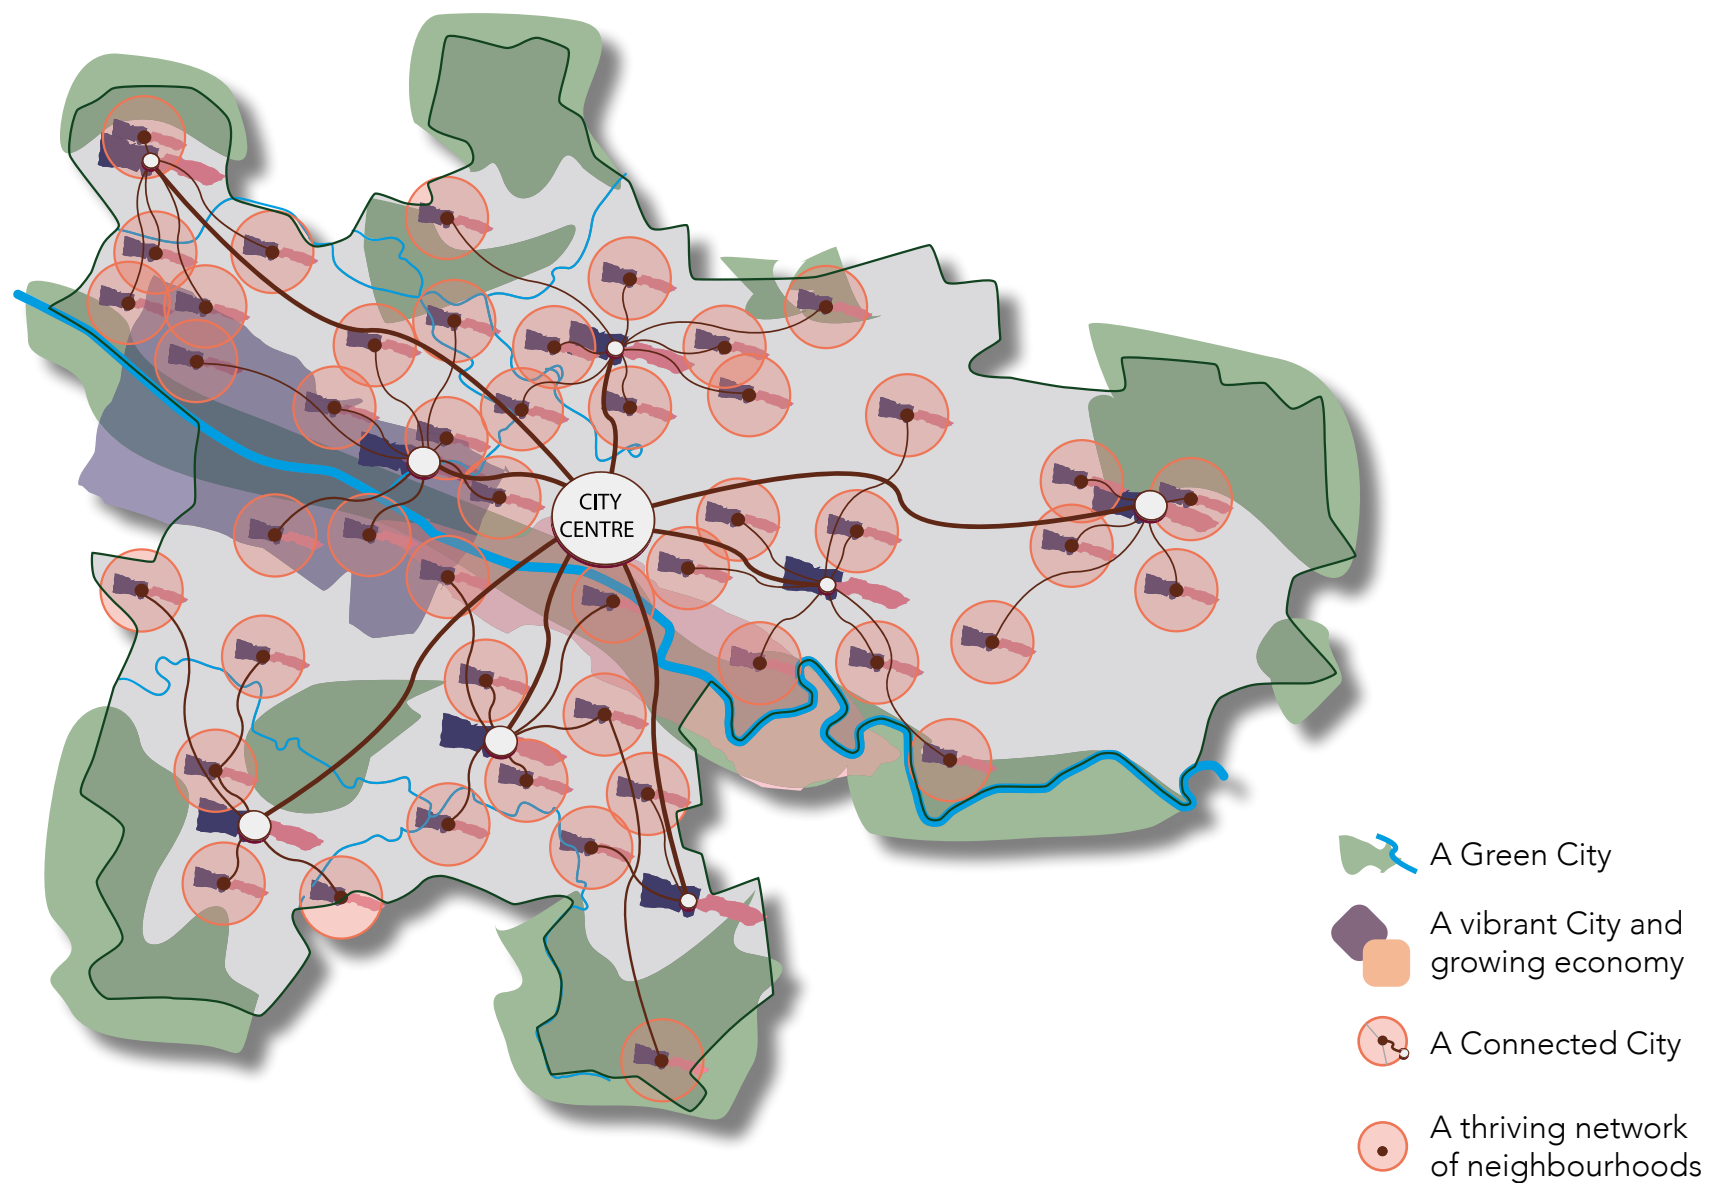 CITY
CENTRE
A Green City
A vibrant City and
growing economy
A Connected City
A thriving network
of neighbourhoods